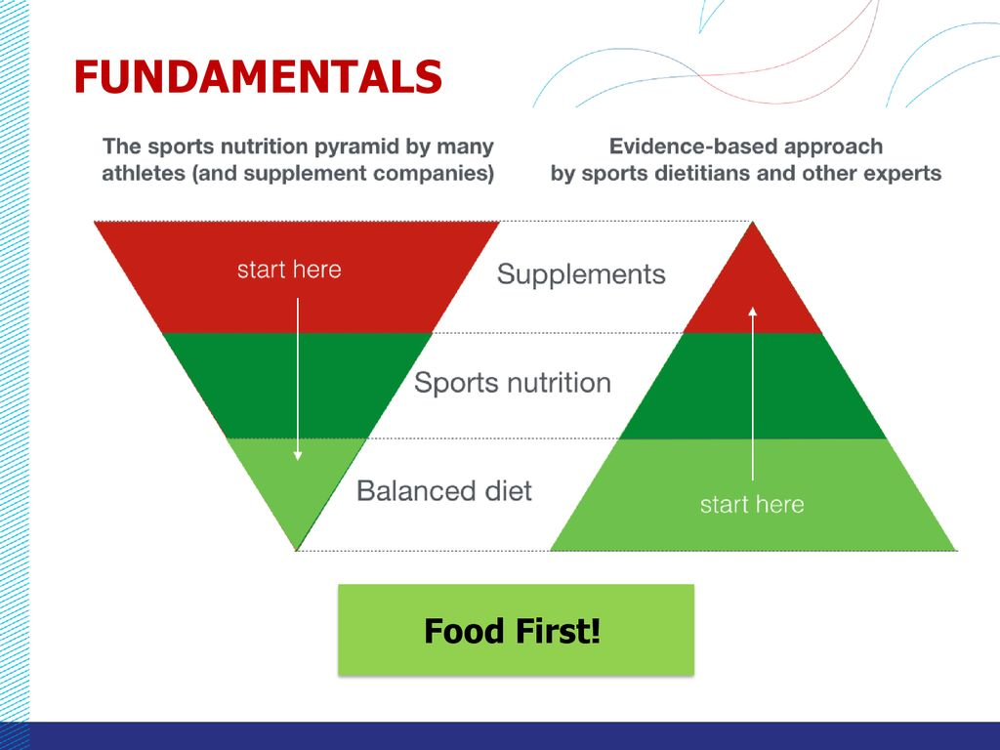 FUNDAMENTALS
The sports nutrition pyramid by many
athletes (and supplement companies)
Evidence-based approach
by sports dietitians and other experts
start here
Supplements
Sports nutrition
Balanced diet
start here
Food First!